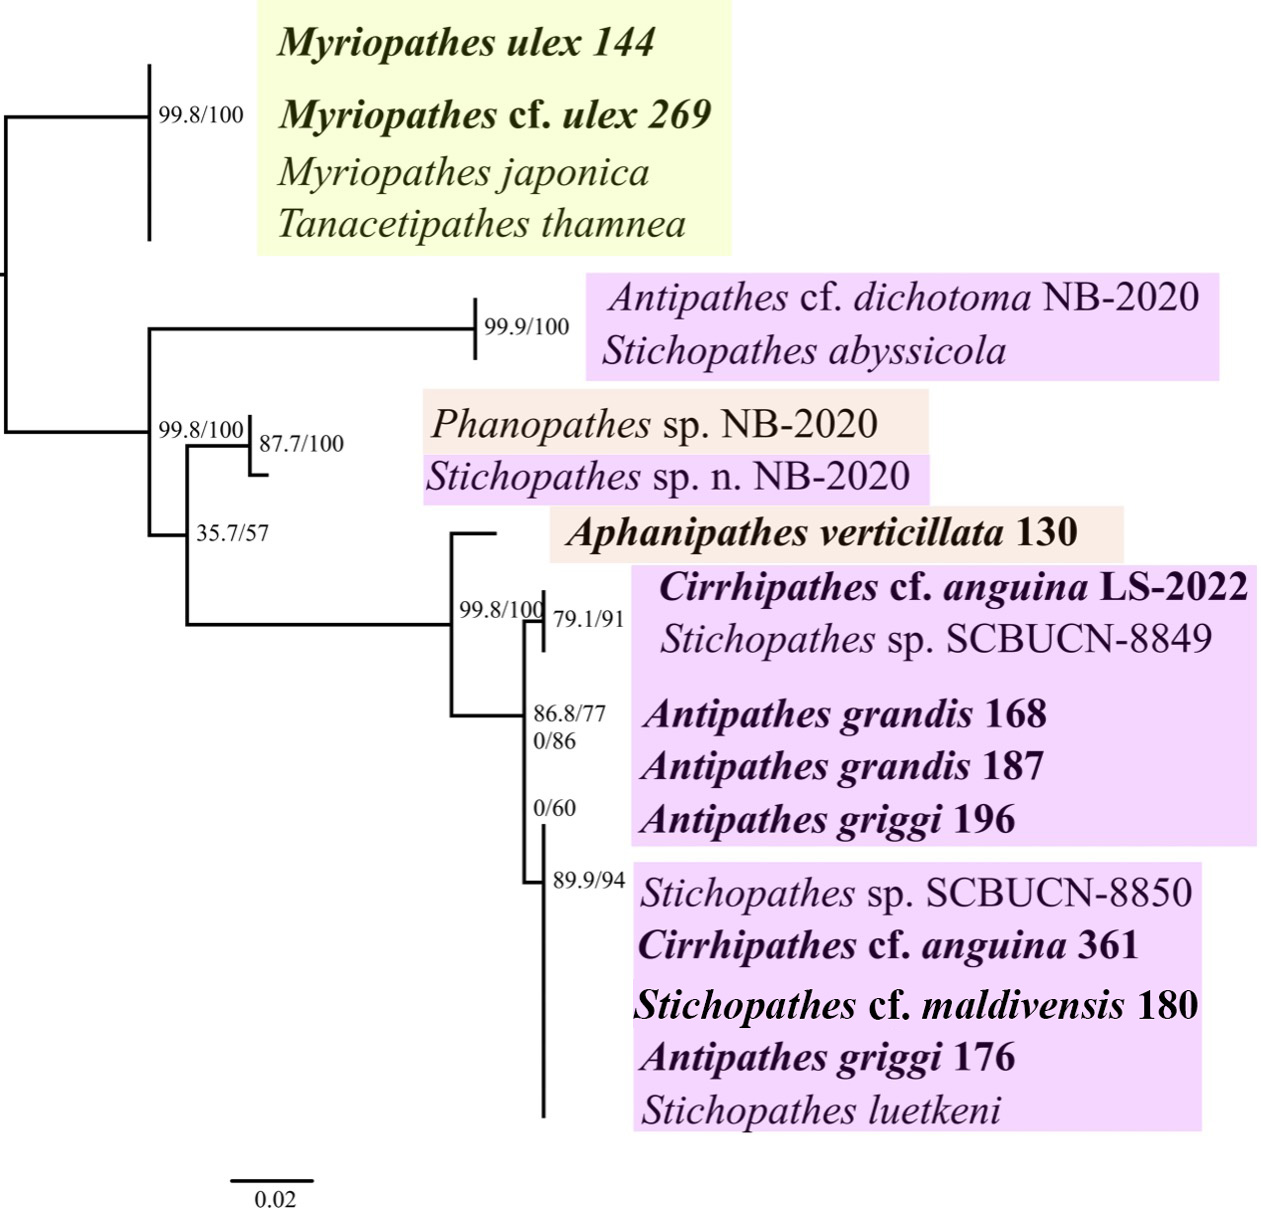 Myriopathes ulex 144
99.8/100
Myriopathes cf. ulex 269
Myriopathes japonica
Tanacetipathes thamnea
Antipathes cf. dichotoma NB-2020
99.9/100
Stichopathes abyssicola
Phanopathes sp. NB-2020
99.8/100
87.7/100
Stichopathes sp. n. NB-2020
35.7/57
Aphanipathes verticillata 130
Cirrhipathes cf. anguina LS-2022
99.8/100
79.1/91
Stichopathes sp. SCBUCN-8849
86.8/77
Antipathes grandis 168
0/86
Antipathes grandis 187
0/60
Antipathes griggi 196
89.9/94
Stichopathes sp. SCBUCN-8850
Cirrhipathes cf. anguina 361
Stichopathes cf. maldivensis 180
Antipathes griggi 176
Stichopathes luetkeni
0.02